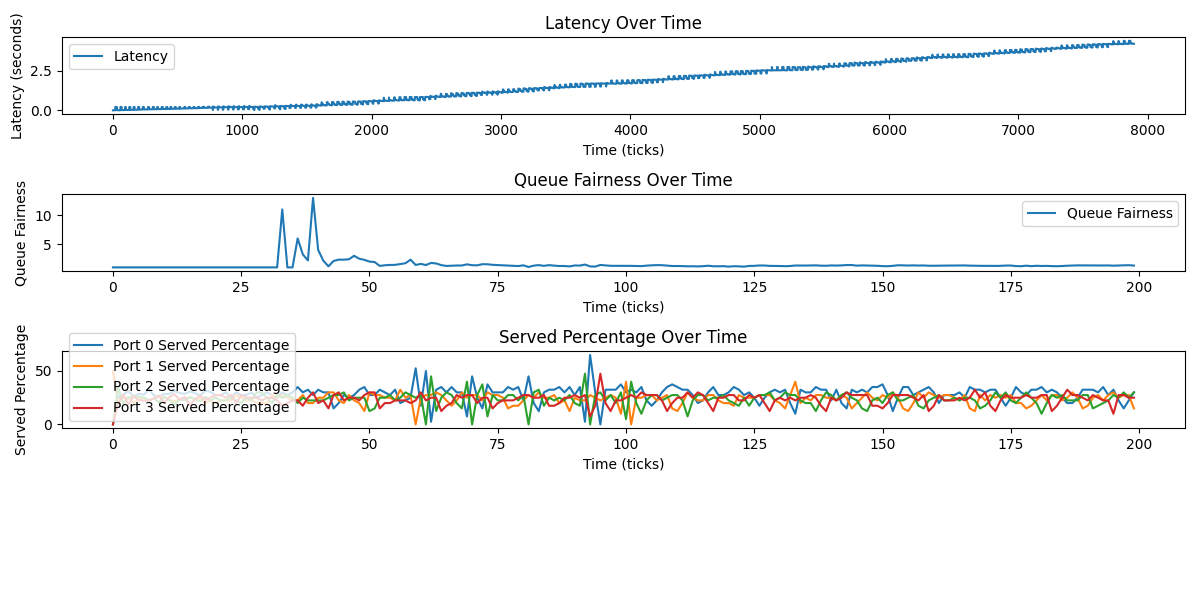 Latency Over Time
Latency (seconds)
2.5
0.0
Latency
0 1000 2000 3000 4000 5000 6000 7000 8000
Time (ticks)
Queue Fairness Over Time
Queue Fairness
10
5
Queue Fairness
0 25 50 75 100 125 150 175 200
Time (ticks)
Served Percentage Over Time
Served Percentage
50
0
Port 0 Served Percentage
Port 1 Served Percentage
Port 2 Served Percentage
Port 3 Served Percentage
0 25 50 75 100 125 150 175 200
Time (ticks)